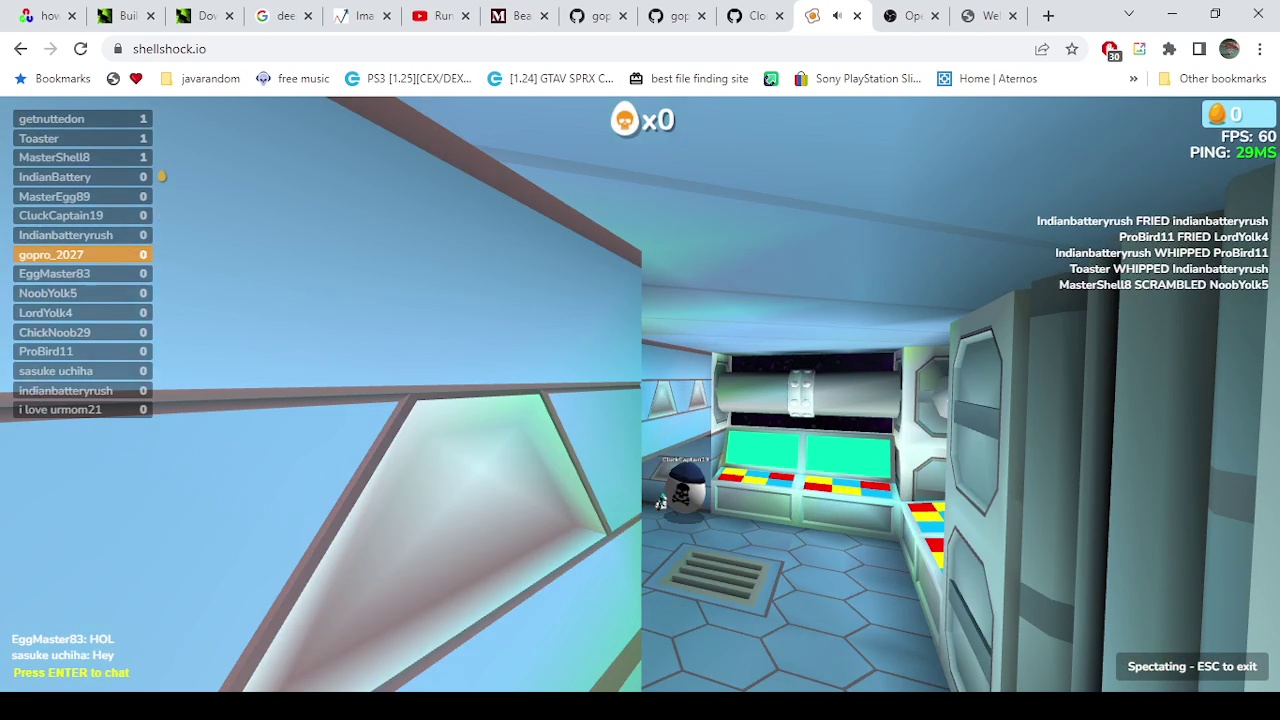 how
Buil
Dov
dee
Ima
Run
Bea
gop
gop
Clo
Ope
Wel
shellshock.io
30
Bookmarks
javarandom
free music
PS3 [1.25][CEX/DEX...
[1.24] GTAV SPRX C...
best file finding site
Sony PlayStation Sli...
Home | Aternos
»
Other bookmarks
getnuttedon 1
Toaster 1
MasterShell8 1
IndianBattery 0
MasterEgg89 0
CluckCaptain19 0
Indianbatteryrush 0
gopro_2027 0
EggMaster83 0
NoobYolk5 0
LordYolk4 0
ChickNoob29 0
ProBird11 0
sasuke uchiha 0
indianbatteryrush 0
i love urmom21 0
x0
0
FPS: 60
PING: 29MS
Indianbatteryrush FRIED indianbatteryrush
ProBird11 FRIED LordYolk4
Indianbatteryrush WHIPPED ProBird11
Toaster WHIPPED Indianbatteryrush
MasterShell8 SCRAMBLED NoobYolk5
CluckCaptain19
EggMaster83: HOL
sasuke uchiha: Hey
Press ENTER to chat
Spectating - ESC to exit